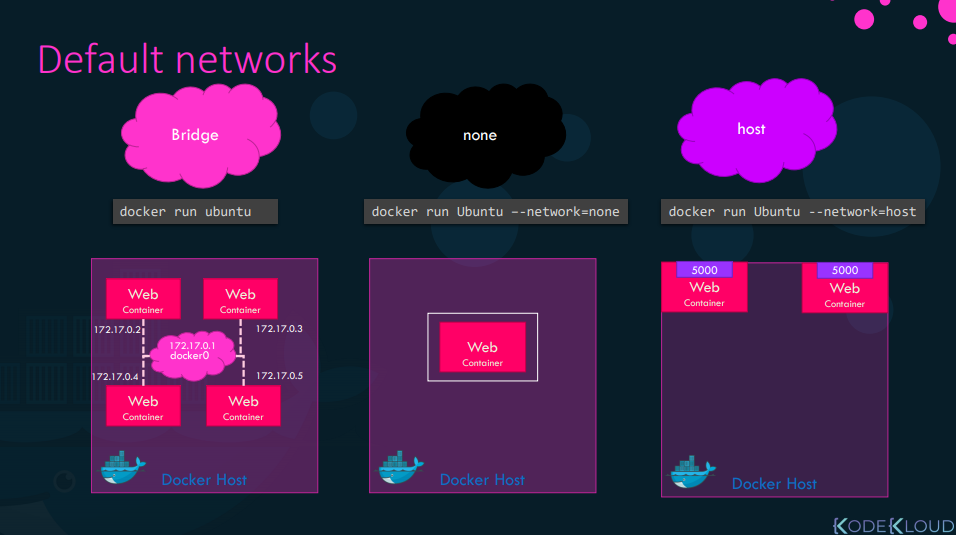 Default networks
Bridge
none
host
docker run ubuntu
docker run Ubuntu –-network=none
docker run Ubuntu --network=host
Web
Container
Web
Container
172.17.0.2
172.17.0.3
172.17.0.1
docker0
172.17.0.4
172.17.0.5
Web
Container
Web
Container
Docker Host
Web
Container
Docker Host
5000
Web
Container
5000
Web
Container
Docker Host
KODEKLOUD